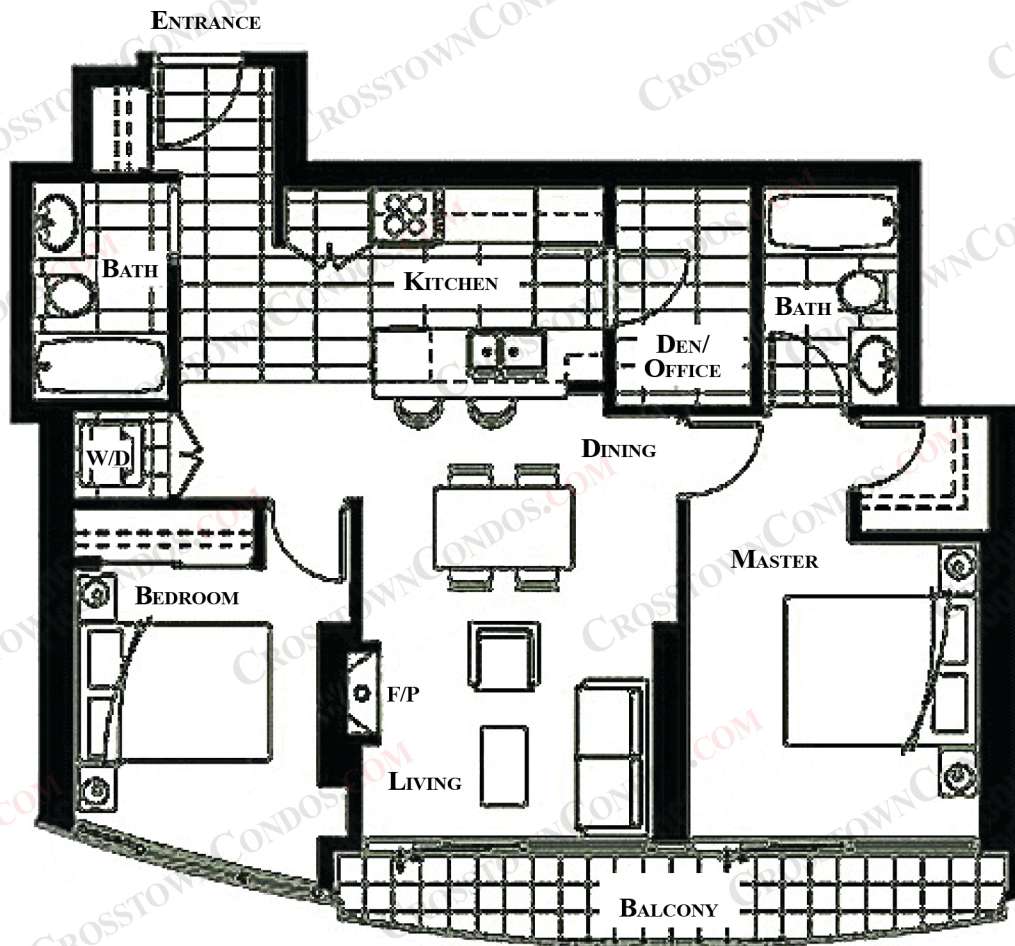 ENTRANCE
BATH
KITCHEN
BATH
DEN/
OFFICE
W/D
DINING
MASTER
BEDROOM
F/P
LIVING
BALCONY
CROSSTOWNCONDOS.COM